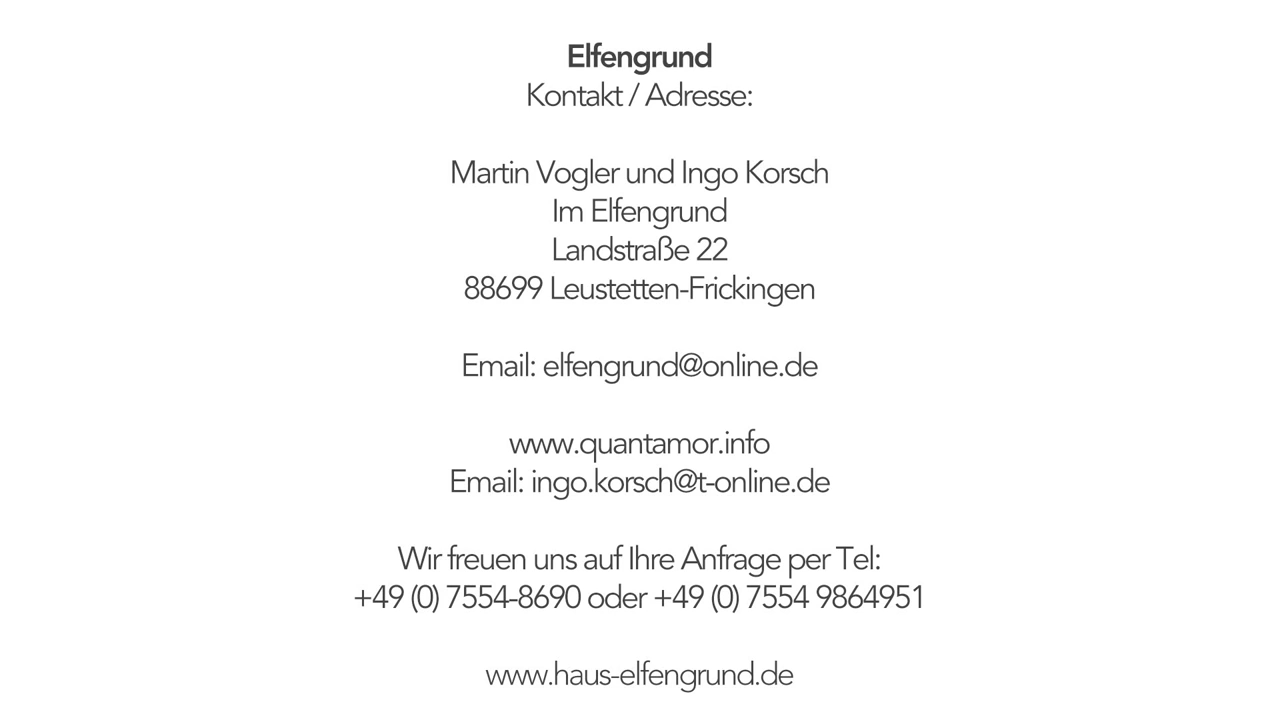 Elfengrund
Kontakt / Adresse:
Martin Vogler und Ingo Korsch
Im Elfengrund
Landstraße 22
88699 Leustetten-Frickingen
Email: elfengrund@online.de
www.quantamor.info
Email: ingo.korsch@t-online.de
Wir freuen uns auf Ihre Anfrage per Tel:
+49 (0) 7554-8690 oder +49 (0) 7554 9864951
www.haus-elfengrund.de